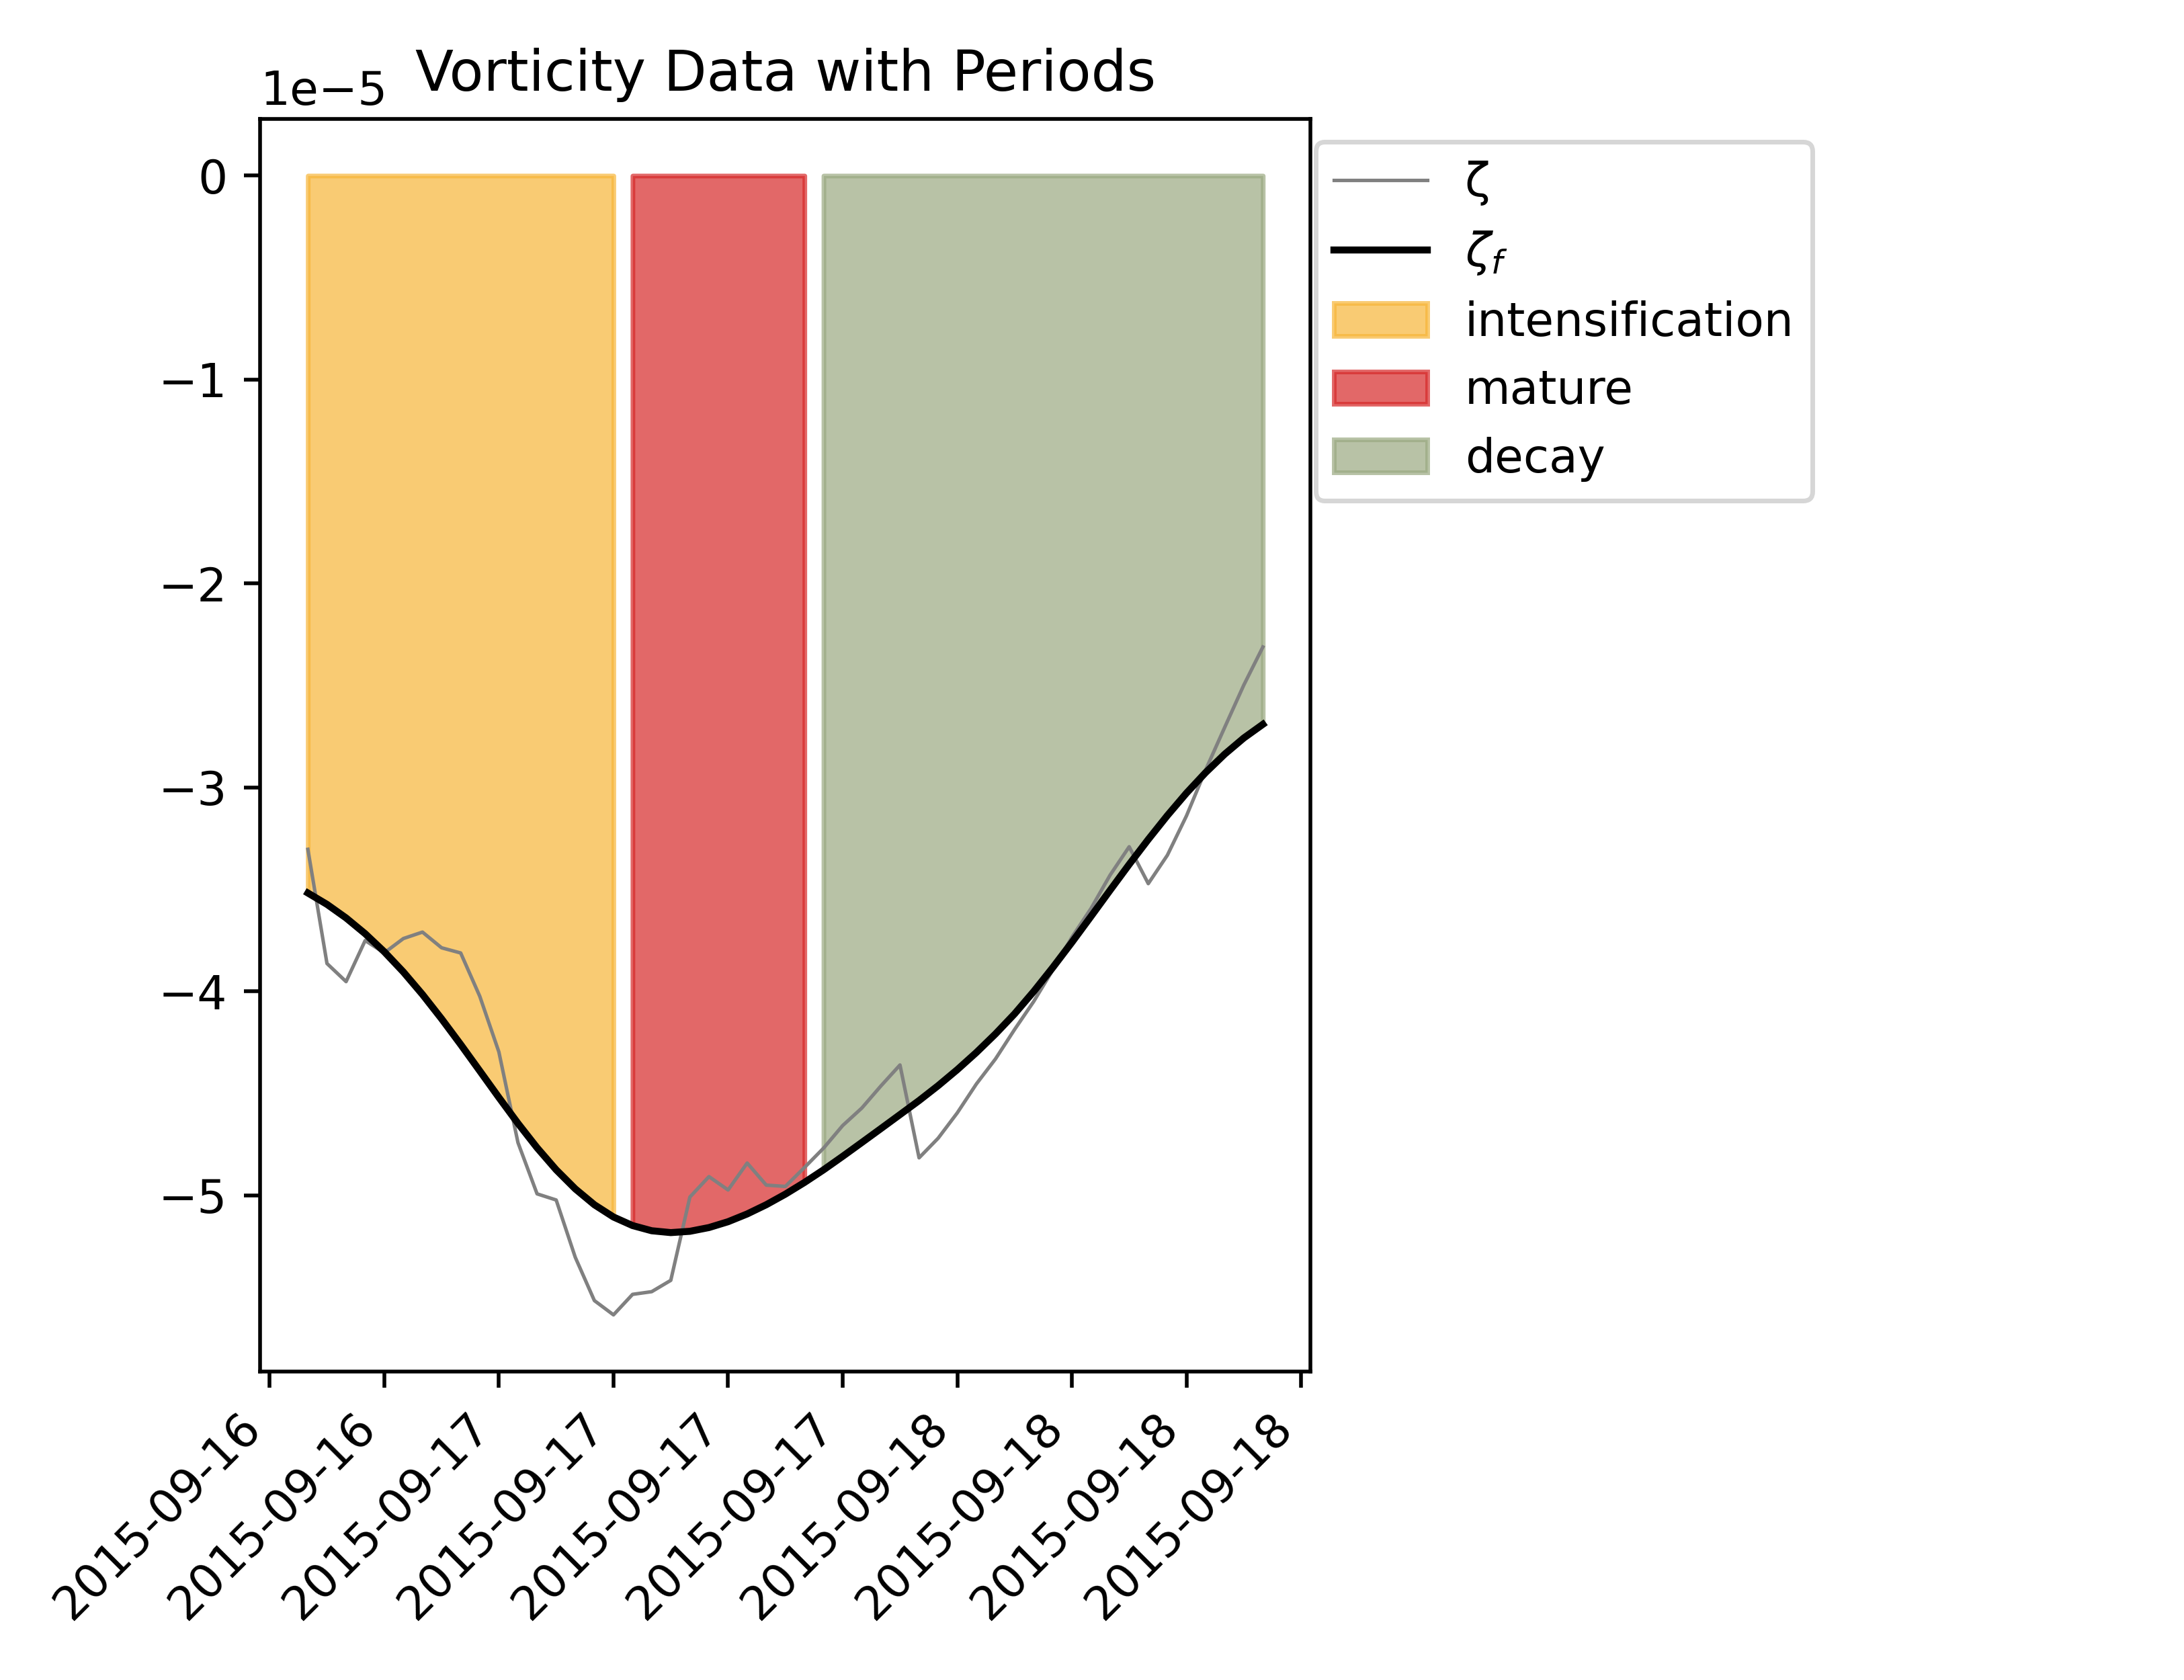 Vorticity Data with Periods
1e−5
0
−1
−2
−3
−4
−5
2015-09-16
2015-09-16
2015-09-17
2015-09-17
2015-09-17
2015-09-17
2015-09-18
2015-09-18
2015-09-18
2015-09-18
ζ
ζf
intensification
mature
decay